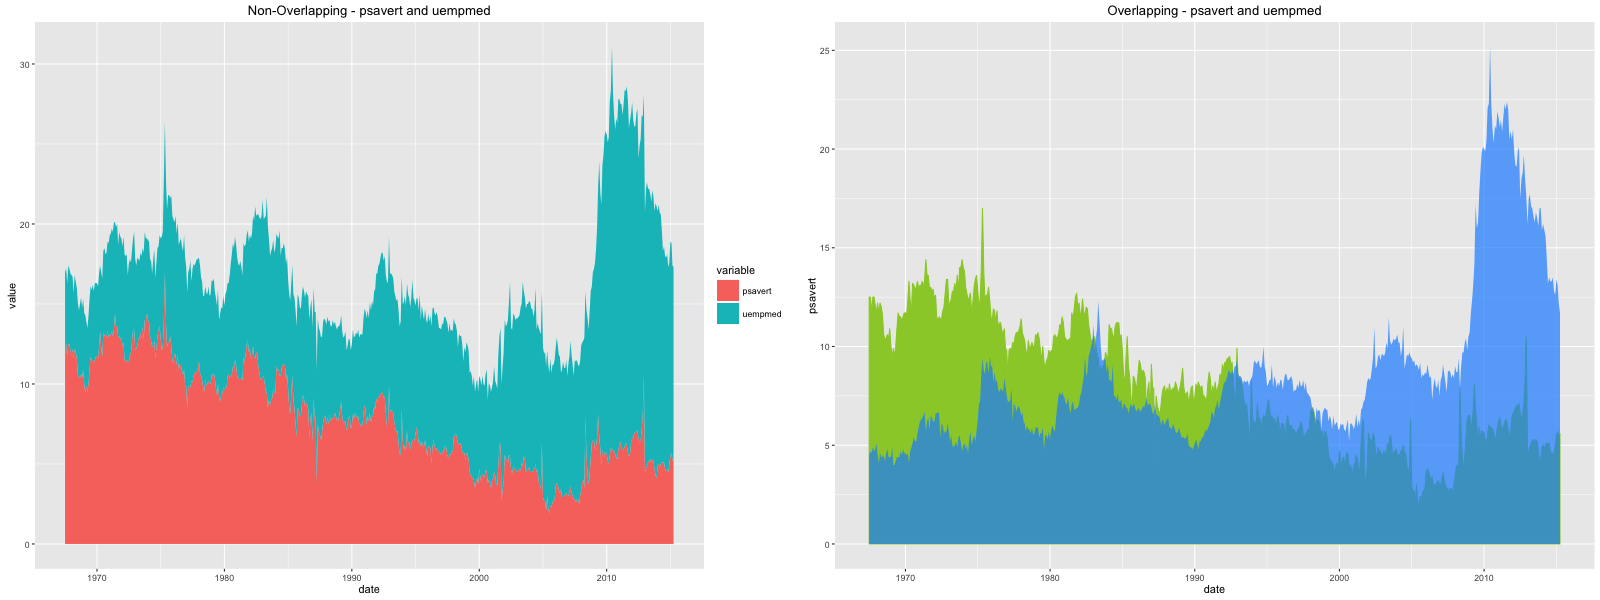 Non-Overlapping - psavert and uempmed
30
20
10
0
value
1970
1980
1990
2000
2010
date
variable
psavert
uempmed
Overlapping - psavert and uempmed
25
20
15
10
5
0
psavert
1970
1980
1990
2000
2010
date